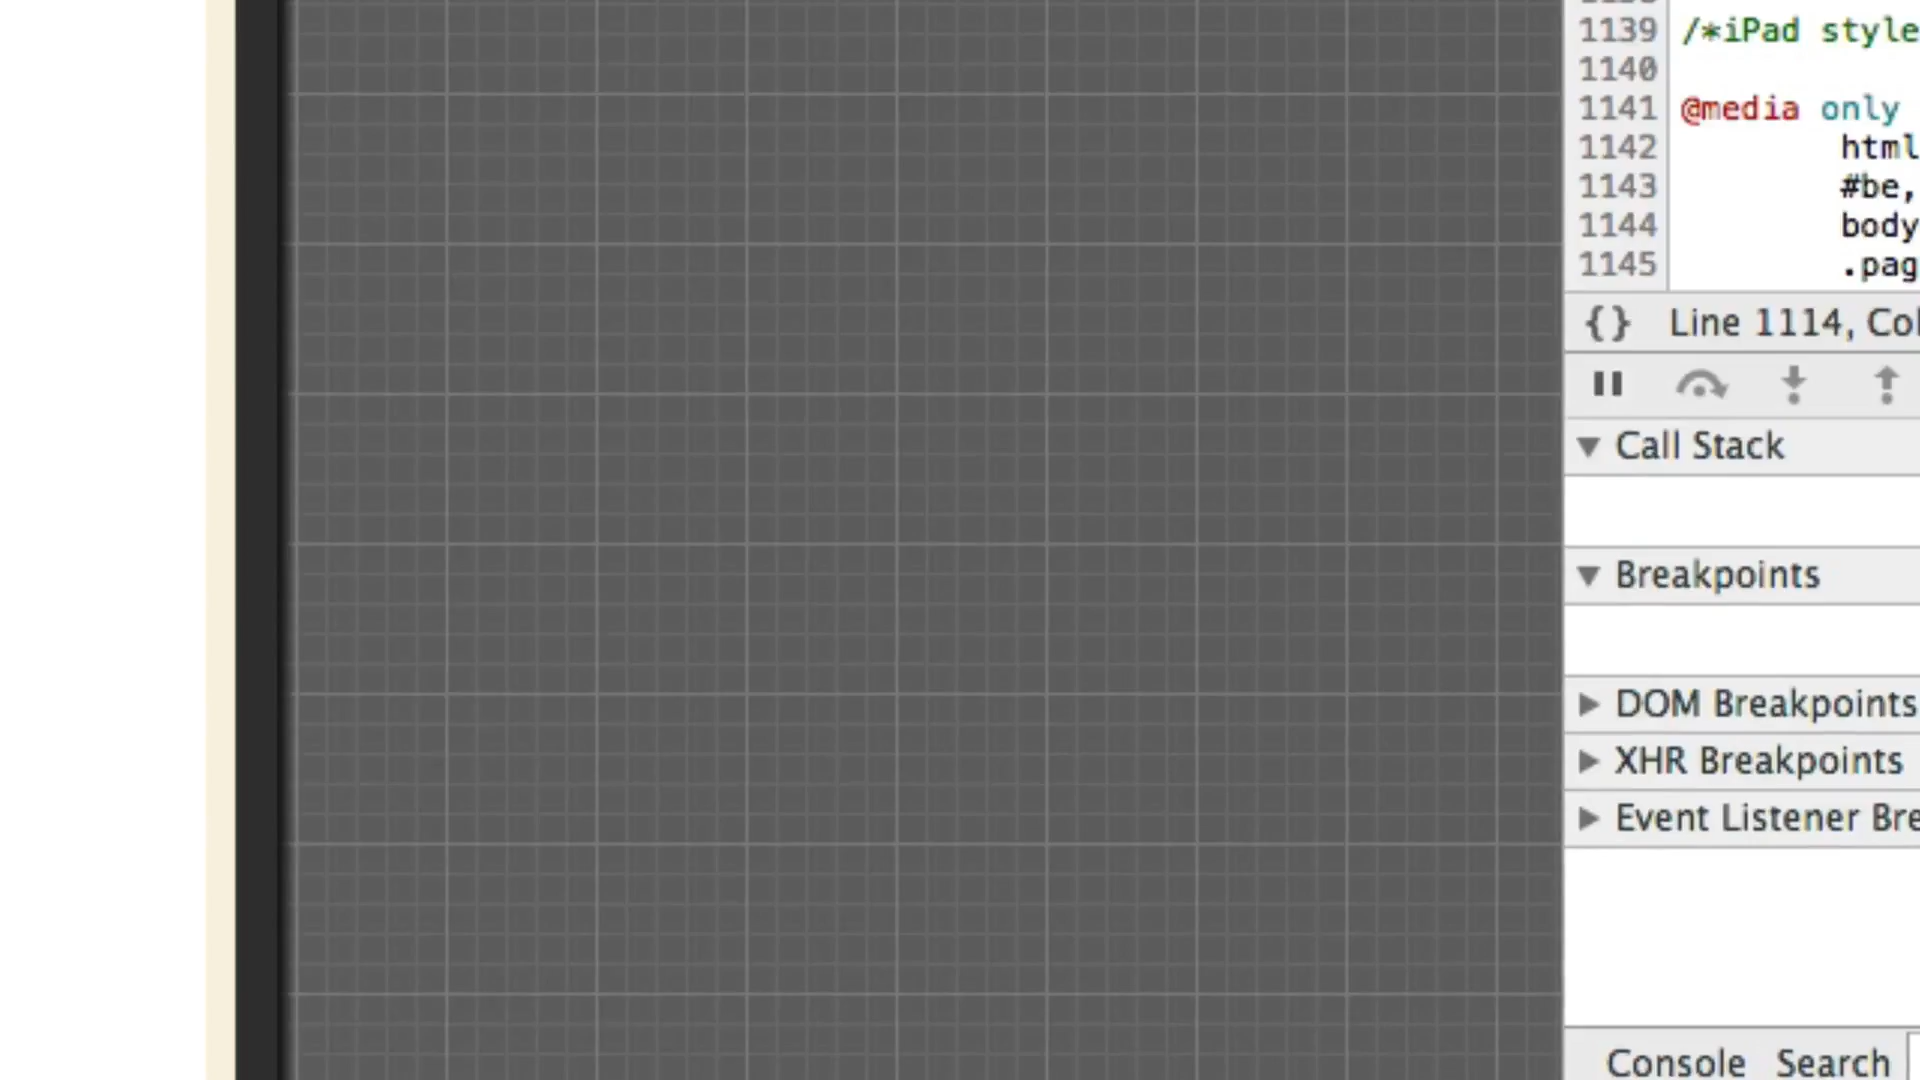 1139 /*iPad style
1140
1141 @media only
1142 html
1143 #be,
1144 body
1145 .pag
{} Line 1114, Col
Call Stack
Breakpoints
DOM Breakpoints
XHR Breakpoints
Event Listener Bre
Console Search